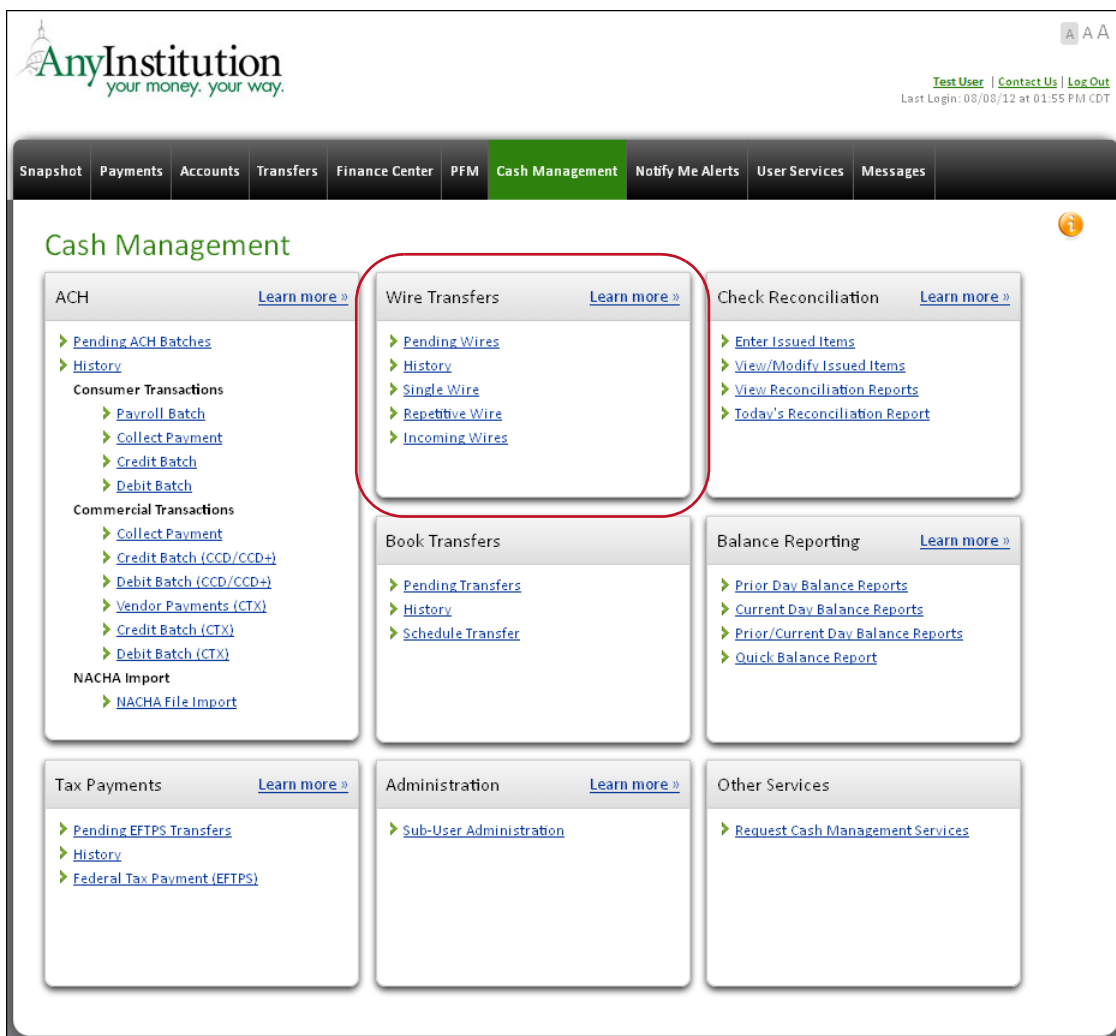 A A A
AnyInstitution
your money. your way.
Test User | Contact Us | Log Out
Last Login: 08/08/12 at 01:55 PM CDT
Snapshot Payments Accounts Transfers Finance Center PFM Cash Management Notify Me Alerts User Services Messages
i
Cash Management
ACH Learn more »
Pending ACH Batches
History
Consumer Transactions
Payroll Batch
Collect Payment
Credit Batch
Debit Batch
Commercial Transactions
Collect Payment
Credit Batch (CCD/CCD+)
Debit Batch (CCD/CCD+)
Vendor Payments (CTX)
Credit Batch (CTX)
Debit Batch (CTX)
NACHA Import
NACHA File Import
Wire Transfers Learn more »
Pending Wires
History
Single Wire
Repetitive Wire
Incoming Wires
Check Reconciliation Learn more »
Enter Issued Items
View/Modify Issued Items
View Reconciliation Reports
Today's Reconciliation Report
Book Transfers
Pending Transfers
History
Schedule Transfer
Balance Reporting Learn more »
Prior Day Balance Reports
Current Day Balance Reports
Prior/Current Day Balance Reports
Quick Balance Report
Tax Payments Learn more »
Pending EFTPS Transfers
History
Federal Tax Payment (EFTPS)
Administration Learn more »
Sub-User Administration
Other Services
Request Cash Management Services